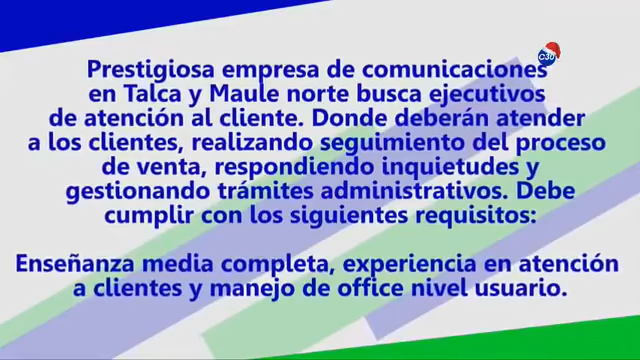 C30
Prestigiosa empresa de comunicaciones
en Talca y Maule norte busca ejecutivos
de atención al cliente. Donde deberán atender
a los clientes, realizando seguimiento del proceso
de venta, respondiendo inquietudes y
gestionando trámites administrativos. Debe
cumplir con los siguientes requisitos:
Enseñanza media completa, experiencia en atención
a clientes y manejo de office nivel usuario.